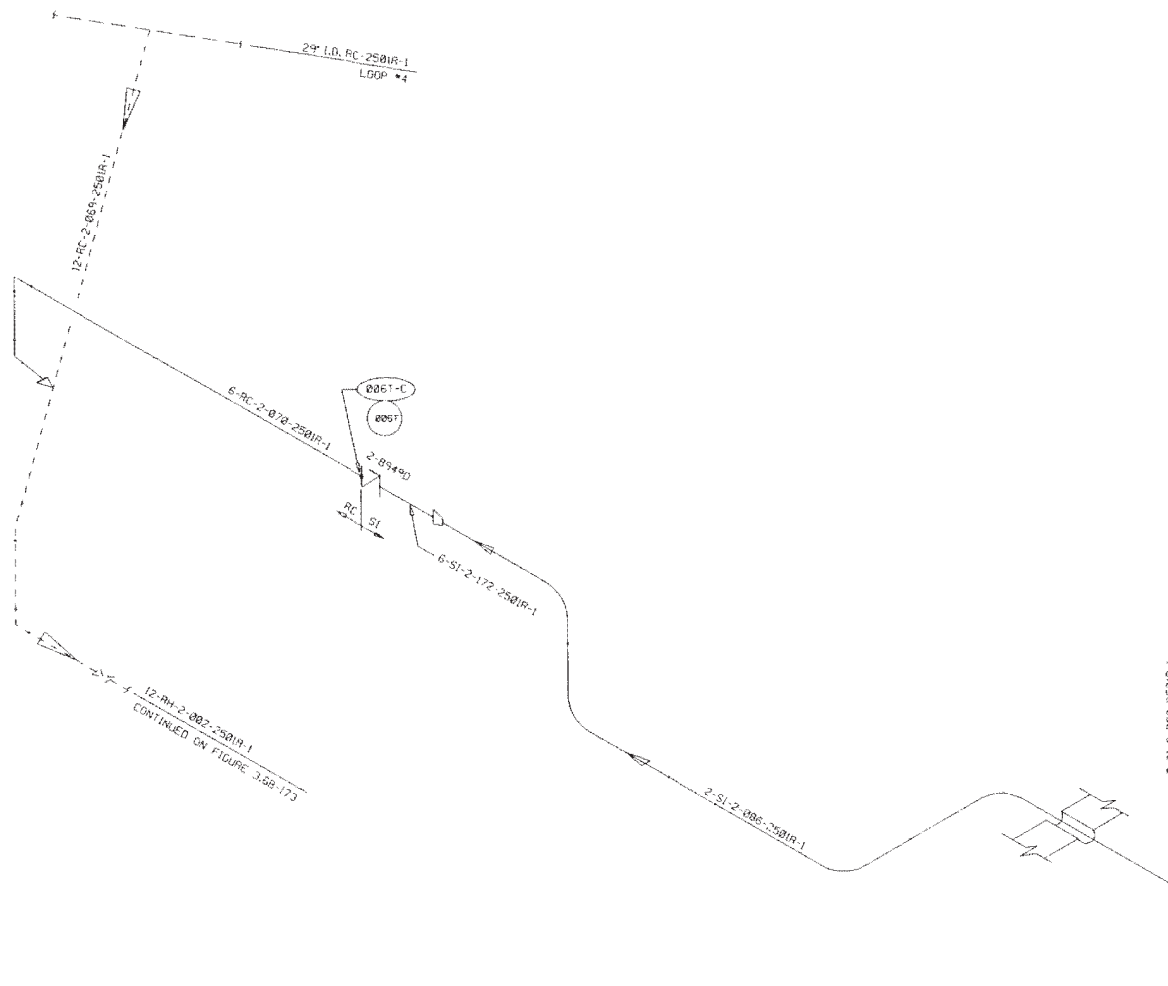 29" I.D. RC-2501R-1
LOOP #4
12-RC-2-069-2501R-1
6-RC-2-070-2501R-1
006T-C
006T
2-8949D
RC
SI
6-SI-2-172-2501R-1
12-RH-2-002-2501R-1
CONTINUED ON FIGURE 3.6B-173
2-SI-2-086-2501R-1